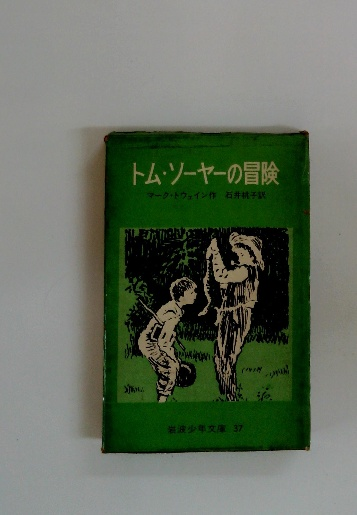 トム・ソーヤーの冒険
マーク・トウェイン作 石井桃子訳
岩波少年文庫 37